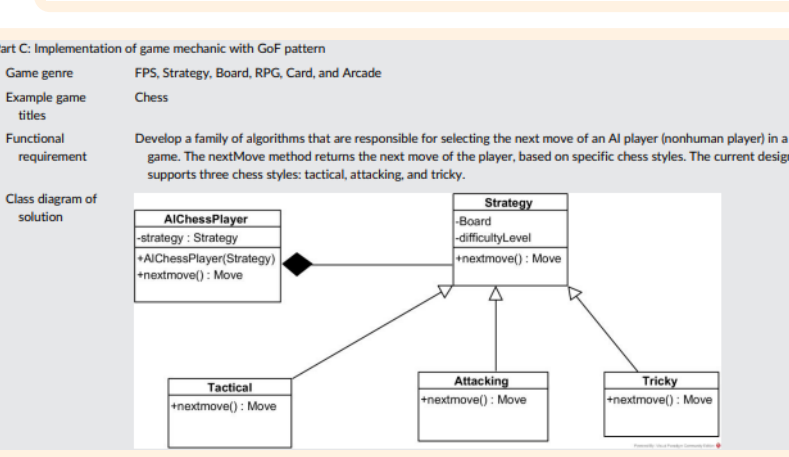 art C: Implementation of game mechanic with GoF pattern
Game genre
FPS, Strategy, Board, RPG, Card, and Arcade
Example game
titles
Chess
Functional
requirement
Develop a family of algorithms that are responsible for selecting the next move of an AI player (nonhuman player) in a
game. The nextMove method returns the next move of the player, based on specific chess styles. The current design
supports three chess styles: tactical, attacking, and tricky.
Class diagram of
solution
AIChessPlayer
-strategy : Strategy
+AIChessPlayer(Strategy)
+nextmove() : Move
Strategy
-Board
-difficultyLevel
+nextmove() : Move
Tactical
+nextmove() : Move
Attacking
+nextmove() : Move
Tricky
+nextmove() : Move